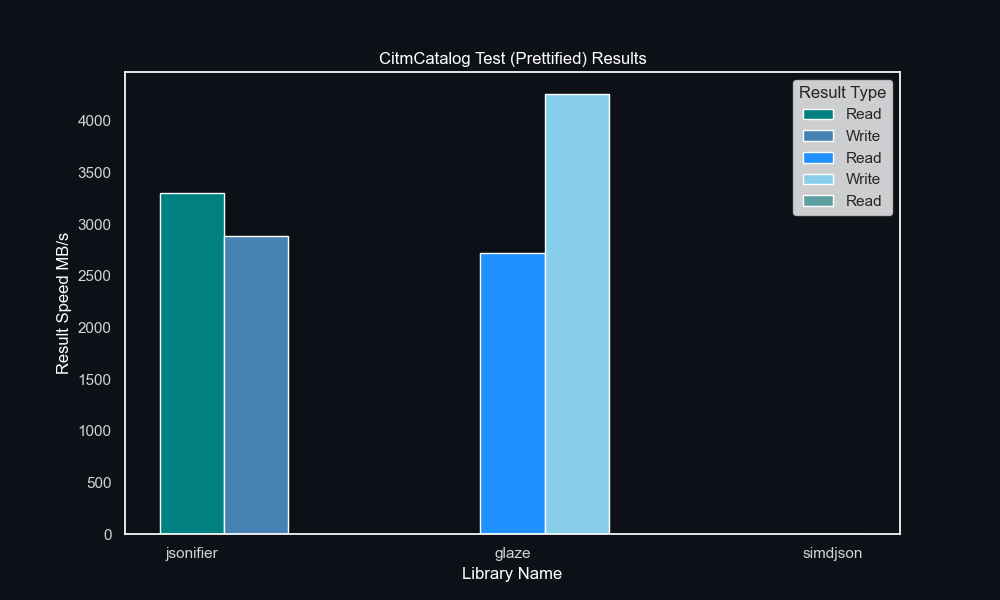 CitmCatalog Test (Prettified) Results
Result Type
Read
Write
Read
Write
Read
4000
3500
3000
2500
2000
1500
1000
500
0
Result Speed MB/s
jsonifier
glaze
simdjson
Library Name